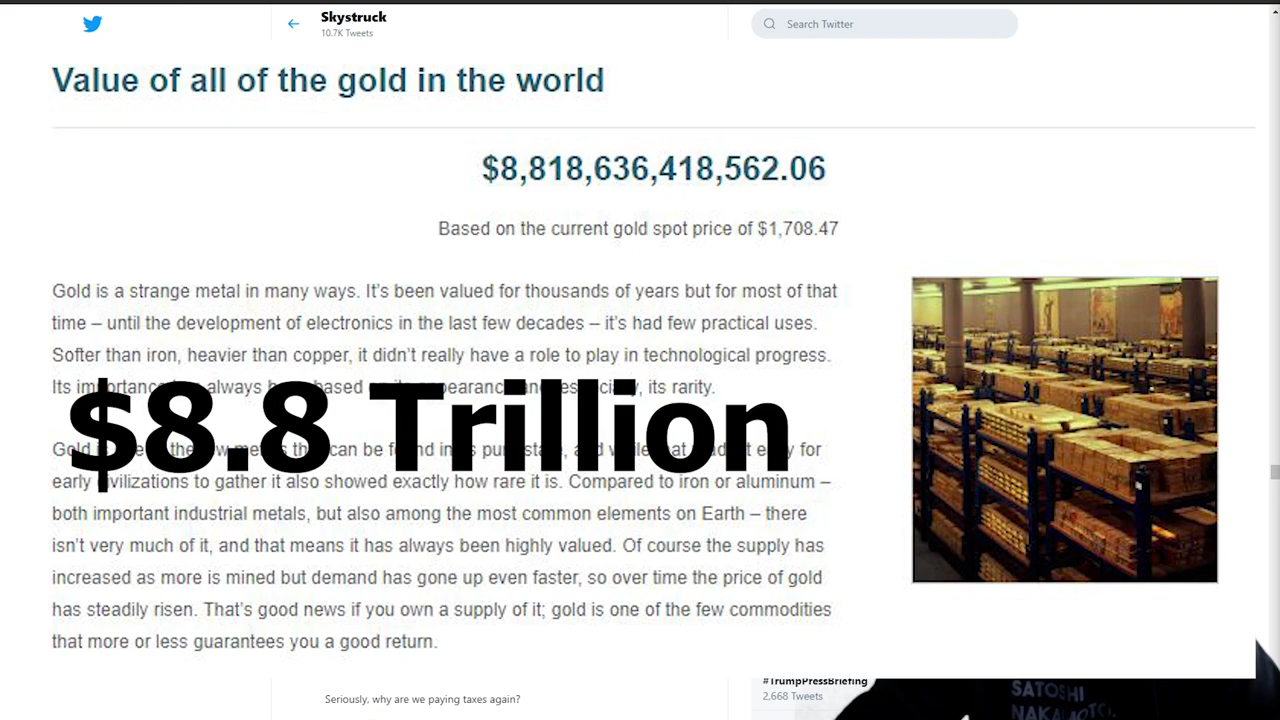 Skystruck
10.7K Tweets
Search Twitter
Value of all of the gold in the world
$8,818,636,418,562.06
Based on the current gold spot price of $1,708.47
Gold is a strange metal in many ways. It’s been valued for thousands of years but for most of that
time – until the development of electronics in the last few decades – it’s had few practical uses.
Softer than iron, heavier than copper, it didn’t really have a role to play in technological progress.
Its importance always based its rarity.
$8.8 Trillion
Gold the can be for
early civilizations to gather it also showed exactly how rare it is. Compared to iron or aluminum –
both important industrial metals, but also among the most common elements on Earth – there
isn’t very much of it, and that means it has always been highly valued. Of course the supply has
increased as more is mined but demand has gone up even faster, so over time the price of gold
has steadily risen. That’s good news if you own a supply of it; gold is one of the few commodities
that more or less guarantees you a good return.
#TrumpPressBriefing
2,668 Tweets
Seriously, why are we paying taxes again?
SATOSHI
NAKAMOTO